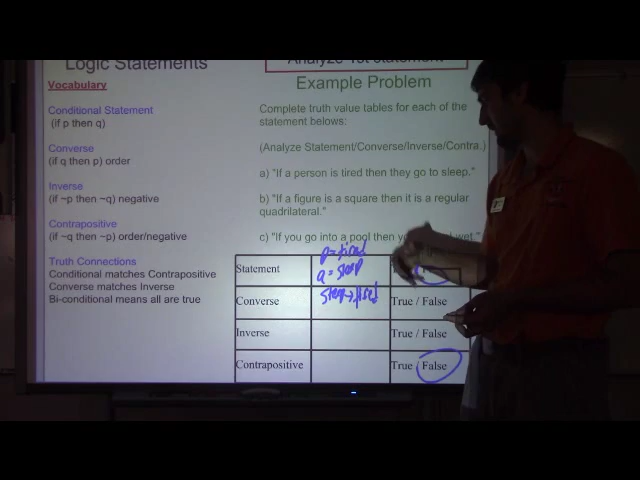 Logic Statements
Vocabulary
Conditional Statement
(if p then q)
Converse
(if q then p) order
Inverse
(if ~p then ~q) negative
Contrapositive
(if ~q then ~p) order/negative
Truth Connections
Conditional matches Contrapositive
Converse matches Inverse
Bi-conditional means all are true
Analyze 1st statement
Example Problem
Complete truth value tables for each of the
statement belows:
(Analyze Statement/Converse/Inverse/Contra.)
a) "If a person is tired then they go to sleep."
b) "If a figure is a square then it is a regular
quadrilateral."
c) "If you go into a pool then wet."
Statement
p = tired
q = sleep
Converse
sleep → tired
True / False
Inverse
True / False
Contrapositive
True / False